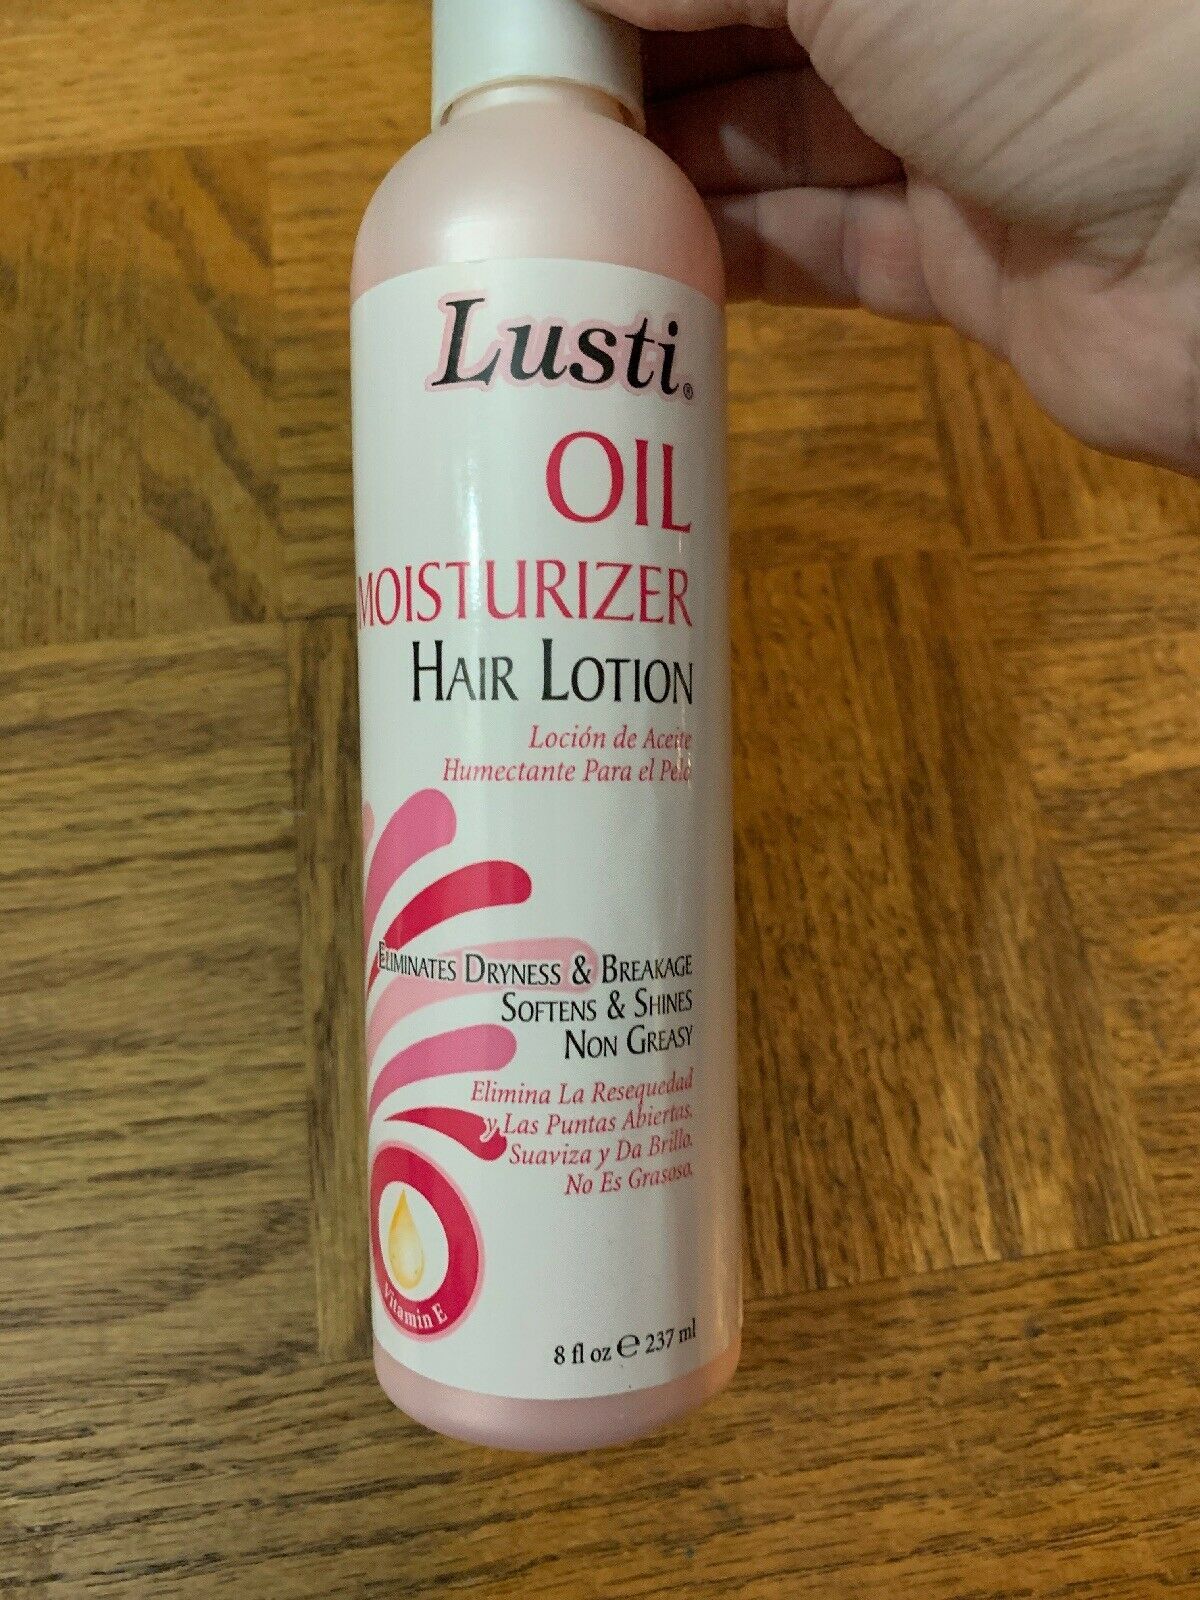 Lusti®
OIL
MOISTURIZER
HAIR LOTION
Loción de Aceite
Humectante Para el Pelo
ELIMINATES DRYNESS & BREAKAGE
SOFTENS & SHINES
NON GREASY
Elimina La Resequedad
y Las Puntas Abiertas.
Suaviza y Da Brillo.
No Es Grasoso.
Vitamin E
8 fl oz ℮ 237 ml